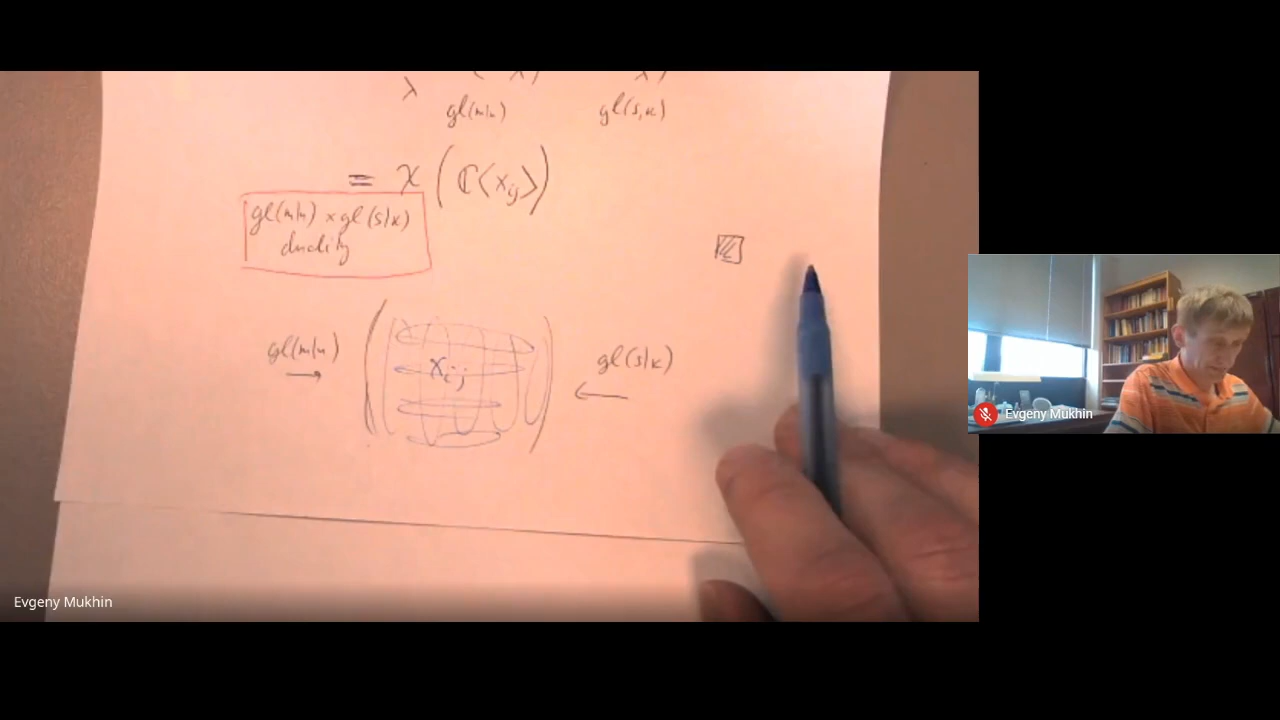 λ
gl(m|n) gl(s,k)
= χ (ℂ⟨x_ij⟩)
gl(m|n) × gl(s|k)
duality
gl(m|n) → ( x_ij ) ← gl(s|k)
Evgeny Mukhin
Evgeny Mukhin